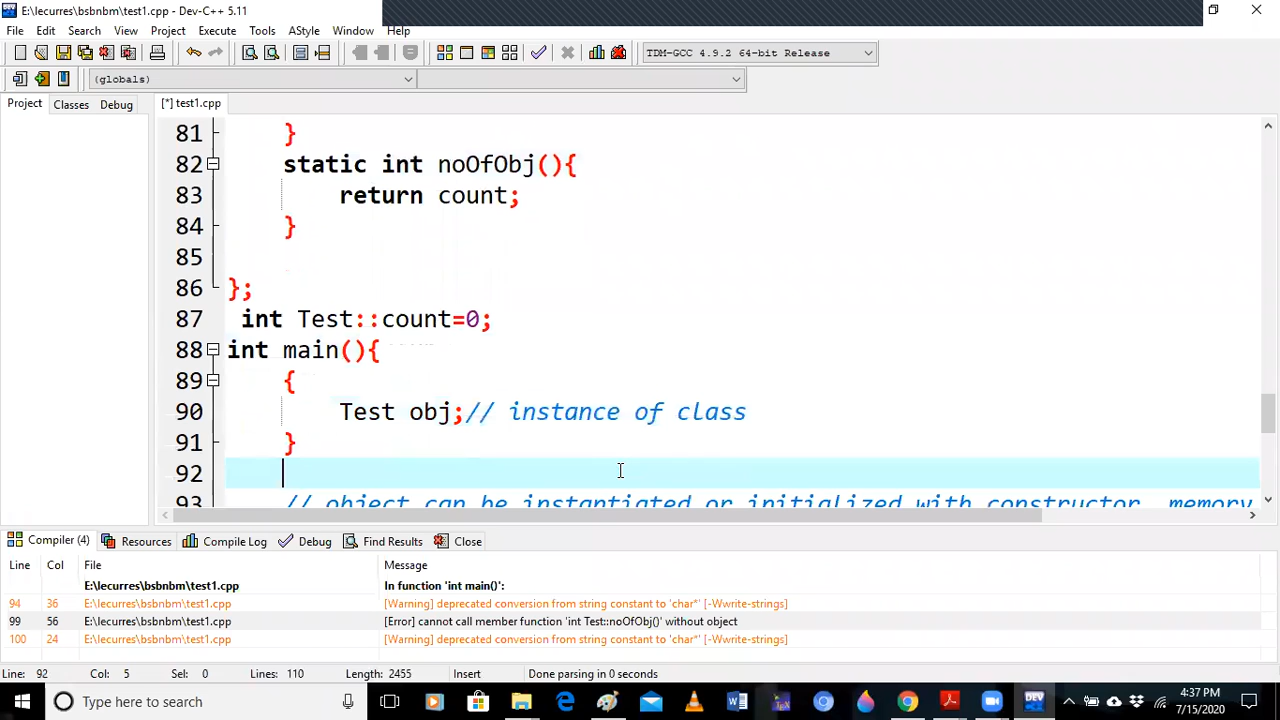 E:\lecurres\bsbnbm\test1.cpp - Dev-C++ 5.11
File Edit Search View Project Execute Tools AStyle Window Help
TDM-GCC 4.9.2 64-bit Release
(globals)
Project Classes Debug [*] test1.cpp
81 }
82 static int noOfObj(){
83 return count;
84 }
85
86 };
87 int Test::count=0;
88 int main(){
89 {
90 Test obj;// instance of class
91 }
92
93 // object can be instantiated or initialized with constructor memory
Compiler (4) Resources Compile Log Debug Find Results Close
Line Col File Message
E:\lecurres\bsbnbm\test1.cpp In function 'int main()':
94 36 E:\lecurres\bsbnbm\test1.cpp [Warning] deprecated conversion from string constant to 'char*' [-Wwrite-strings]
99 56 E:\lecurres\bsbnbm\test1.cpp [Error] cannot call member function 'int Test::noOfObj()' without object
100 24 E:\lecurres\bsbnbm\test1.cpp [Warning] deprecated conversion from string constant to 'char*' [-Wwrite-strings]
Line: 92 Col: 5 Sel: 0 Lines: 110 Length: 2455 Insert Done parsing in 0 seconds
Type here to search
DEV
4:37 PM
7/15/2020